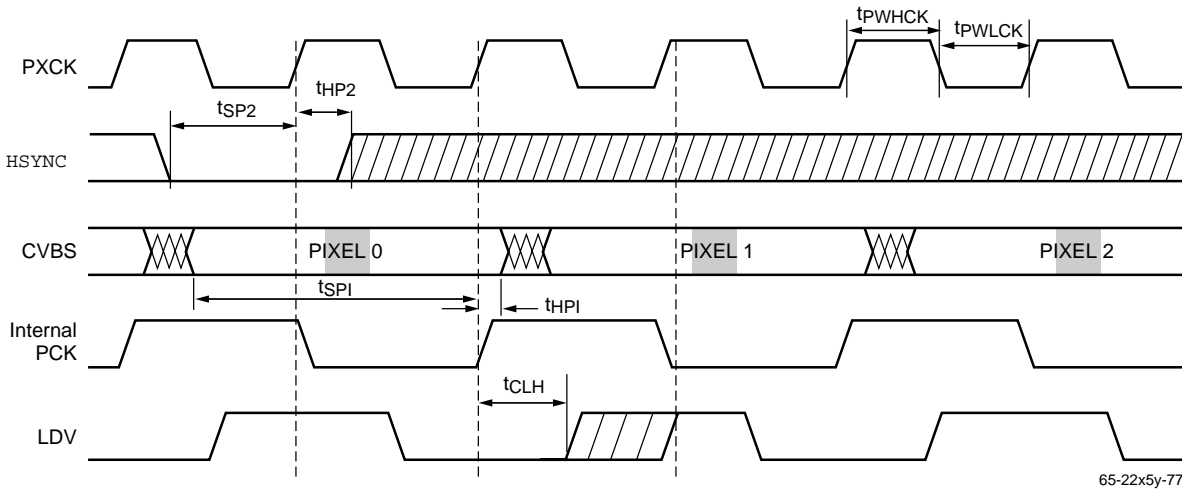 tPWHCK
tPWLCK
PXCK
tSP2
tHP2
HSYNC
CVBS
PIXEL 0
PIXEL 1
PIXEL 2
tSPI
tHPI
Internal
PCK
tCLH
LDV
65-22x5y-77